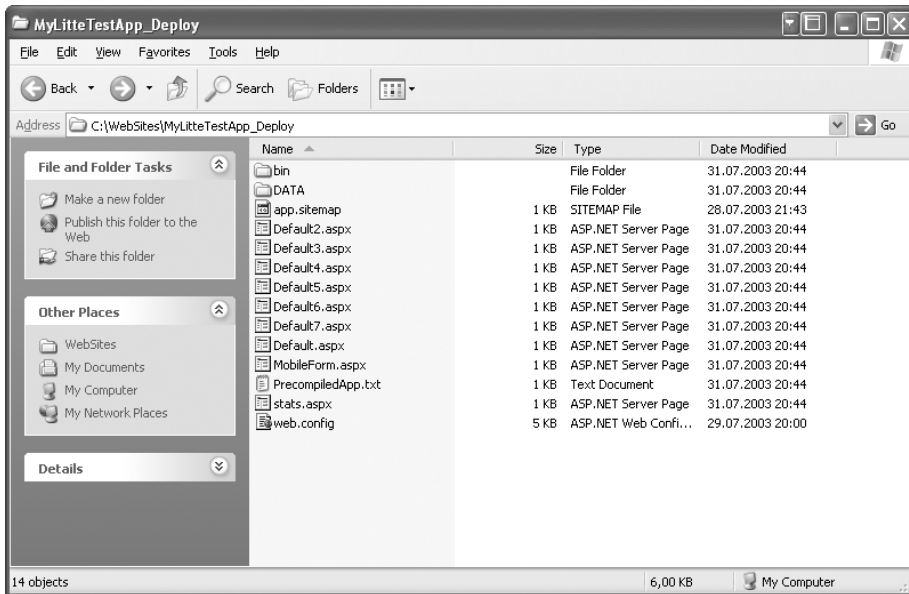 MyLitteTestApp_Deploy
File Edit View Favorites Tools Help
Back Search Folders
Address C:\WebSites\MyLitteTestApp_Deploy Go
File and Folder Tasks
Make a new folder
Publish this folder to the
Web
Share this folder
Other Places
WebSites
My Documents
My Computer
My Network Places
Details
Name Size Type Date Modified
bin File Folder 31.07.2003 20:44
DATA File Folder 31.07.2003 20:44
app.sitemap 1 KB SITEMAP File 28.07.2003 21:43
Default2.aspx 1 KB ASP.NET Server Page 31.07.2003 20:44
Default3.aspx 1 KB ASP.NET Server Page 31.07.2003 20:44
Default4.aspx 1 KB ASP.NET Server Page 31.07.2003 20:44
Default5.aspx 1 KB ASP.NET Server Page 31.07.2003 20:44
Default6.aspx 1 KB ASP.NET Server Page 31.07.2003 20:44
Default7.aspx 1 KB ASP.NET Server Page 31.07.2003 20:44
Default.aspx 1 KB ASP.NET Server Page 31.07.2003 20:44
MobileForm.aspx 1 KB ASP.NET Server Page 31.07.2003 20:44
PrecompiledApp.txt 1 KB Text Document 31.07.2003 20:44
stats.aspx 1 KB ASP.NET Server Page 31.07.2003 20:44
web.config 5 KB ASP.NET Web Confi... 29.07.2003 20:00
14 objects 6,00 KB My Computer